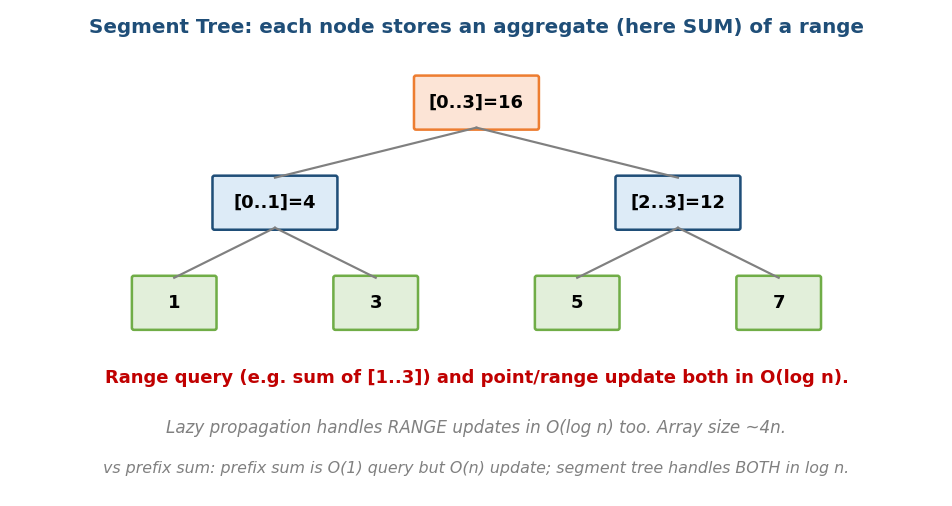 Segment Tree: each node stores an aggregate (here SUM) of a range
[0..3]=16
[0..1]=4
[2..3]=12
1
3
5
7
Range query (e.g. sum of [1..3]) and point/range update both in O(log n).
Lazy propagation handles RANGE updates in O(log n) too. Array size ~4n.
vs prefix sum: prefix sum is O(1) query but O(n) update; segment tree handles BOTH in log n.